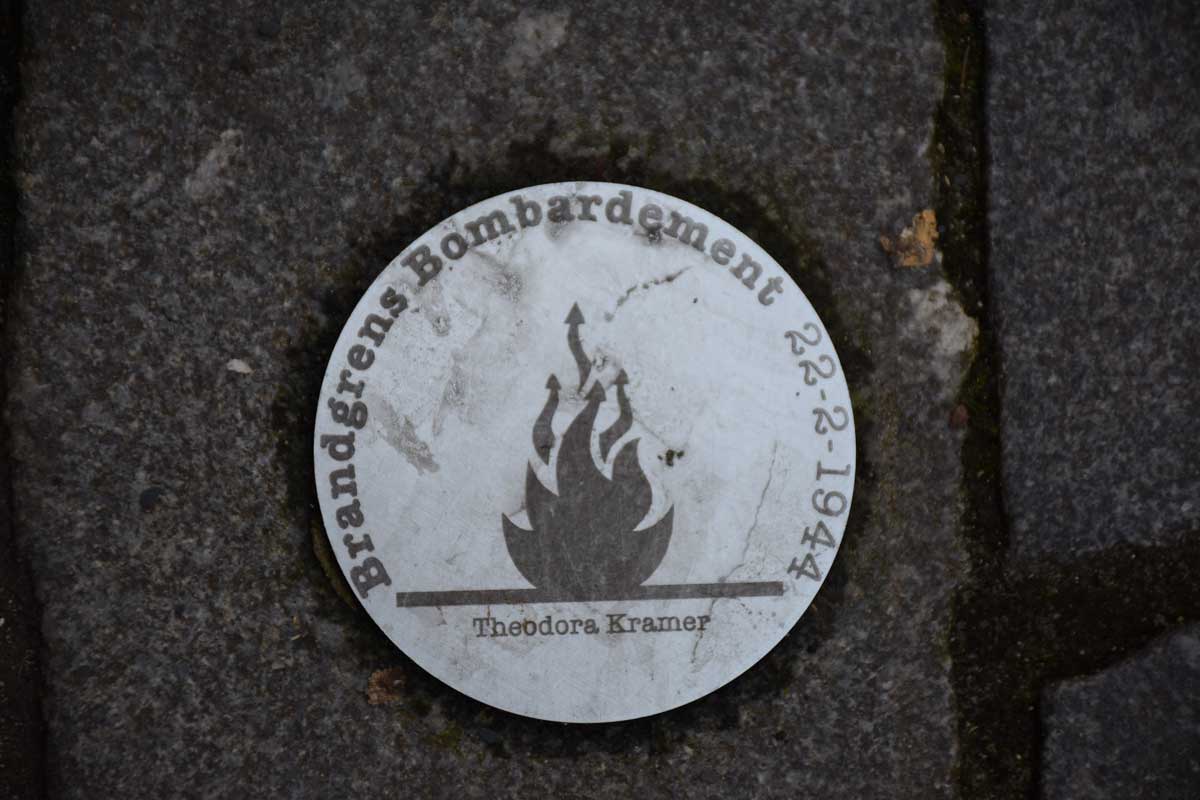 Brandgrens Bombardement 22-2-1944
Theodora Kramer